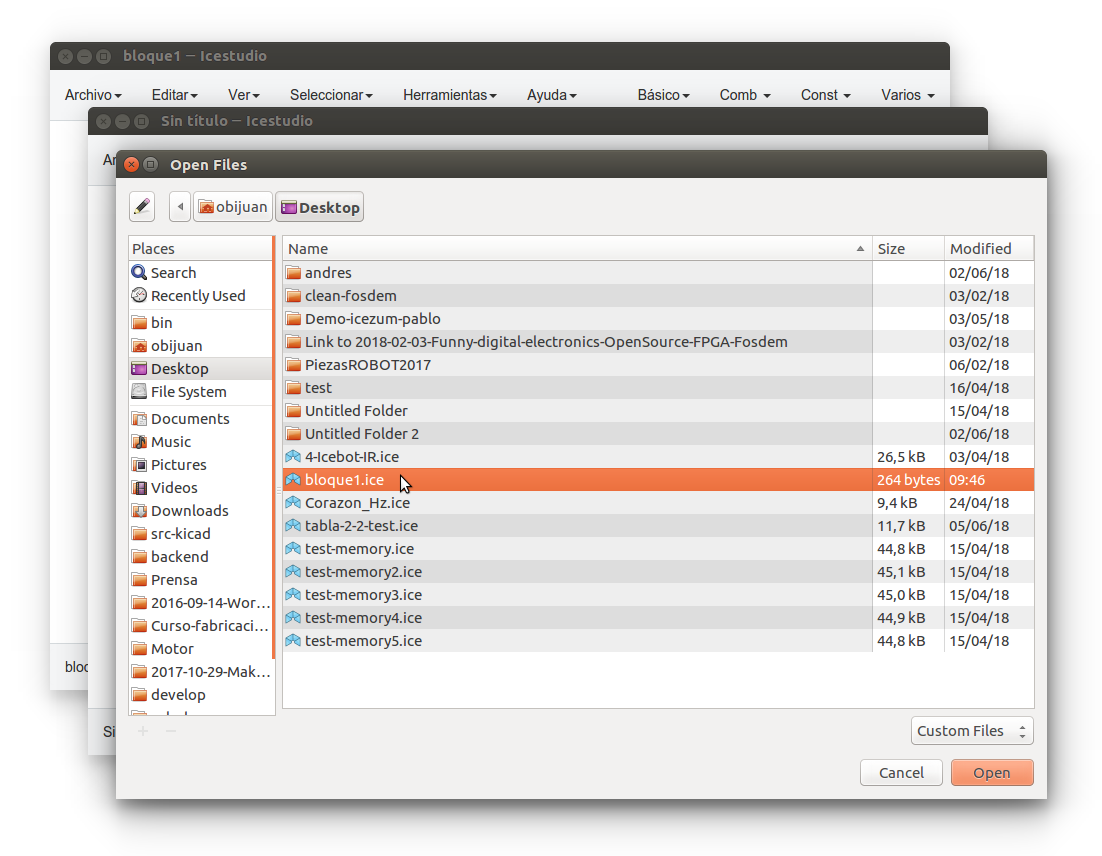 bloque1 — Icestudio
Archivo Editar Ver Seleccionar Herramientas Ayuda Básico Comb Const Varios
Sin título — Icestudio
Open Files
obijuan Desktop
Places
Search
Recently Used
bin
obijuan
Desktop
File System
Documents
Music
Pictures
Videos
Downloads
src-kicad
backend
Prensa
2016-09-14-Wor...
Curso-fabricaci...
Motor
2017-10-29-Mak...
develop
Name Size Modified
andres 02/06/18
clean-fosdem 03/02/18
Demo-icezum-pablo 03/05/18
Link to 2018-02-03-Funny-digital-electronics-OpenSource-FPGA-Fosdem 03/02/18
PiezasROBOT2017 06/02/18
test 16/04/18
Untitled Folder 15/04/18
Untitled Folder 2 02/06/18
4-Icebot-IR.ice 26,5 kB 03/04/18
bloque1.ice 264 bytes 09:46
Corazon_Hz.ice 9,4 kB 24/04/18
tabla-2-2-test.ice 11,7 kB 05/06/18
test-memory.ice 44,8 kB 15/04/18
test-memory2.ice 45,1 kB 15/04/18
test-memory3.ice 45,0 kB 15/04/18
test-memory4.ice 44,9 kB 15/04/18
test-memory5.ice 44,8 kB 15/04/18
Custom Files
Cancel Open